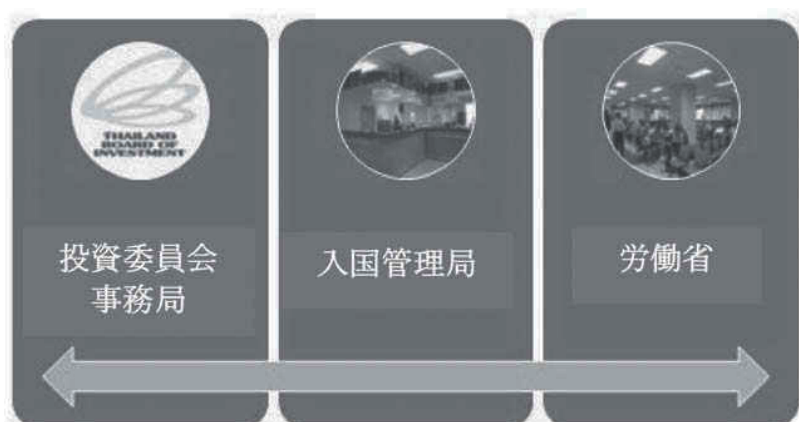 THAILAND
BOARD OF
INVESTMENT
投資委員会
事務局
入国管理局
労働省